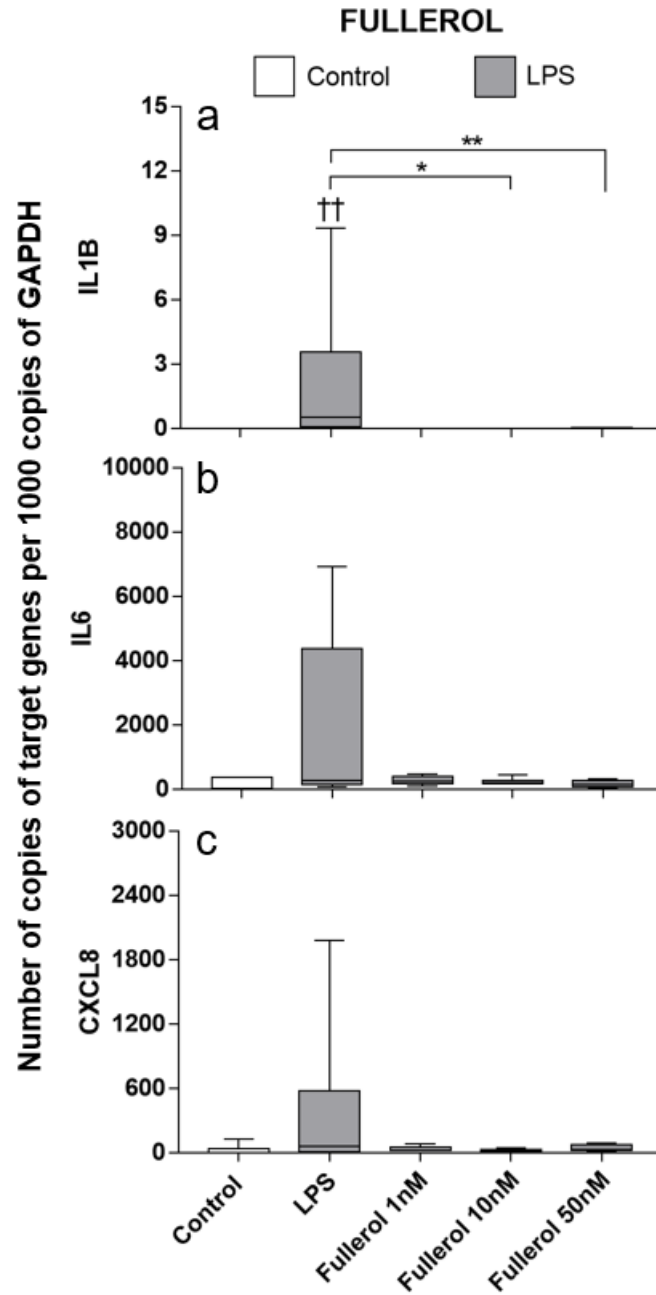 FULLEROL
Control
LPS
Number of copies of target genes per 1000 copies of GAPDH
a
IL1B
15
12
9
6
3
0
**
*
††
b
IL6
10000
8000
6000
4000
2000
0
c
CXCL8
3000
2400
1800
1200
600
0
Control
LPS
Fullerol 1nM
Fullerol 10nM
Fullerol 50nM